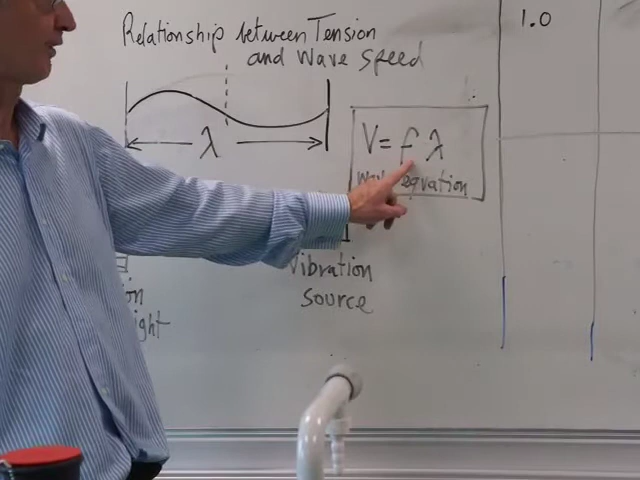 Relationship between Tension
and Wave Speed
1.0
λ
V = f λ
equation
Vibration
source